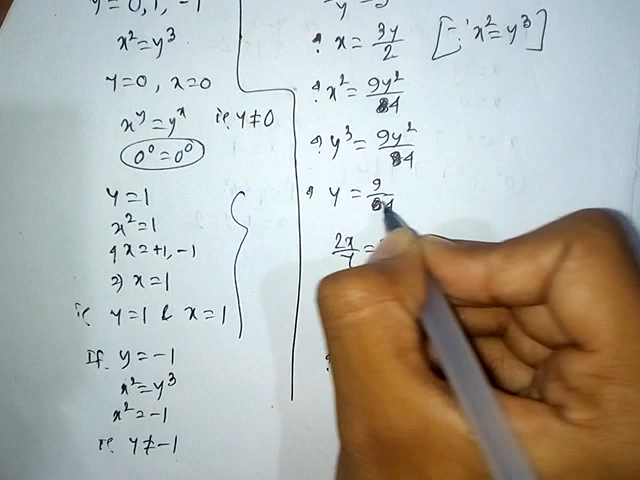 y=0,1,-1
x²=y³
y=0, x=0
x^y=y^x ie, y≠0
0⁰=0⁰
y=1
x²=1
x=+1,-1
x=1
ie y=1 & x=1
If y=-1
x²=y³
x²=-1
ie y≠-1
x=3y/2 [∵ x²=y³]
x²=9y²/4
y³=9y²/4
y=9/4
2x/y=